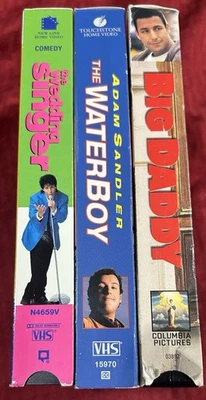 NEW LINE
HOME VIDEO
COMEDY
the
wedding
singer
N4659V
VHS
TOUCHSTONE
HOME VIDEO
ADAM SANDLER
THE WATERBOY
VHS
15970
BIG DADDY
COLUMBIA
PICTURES